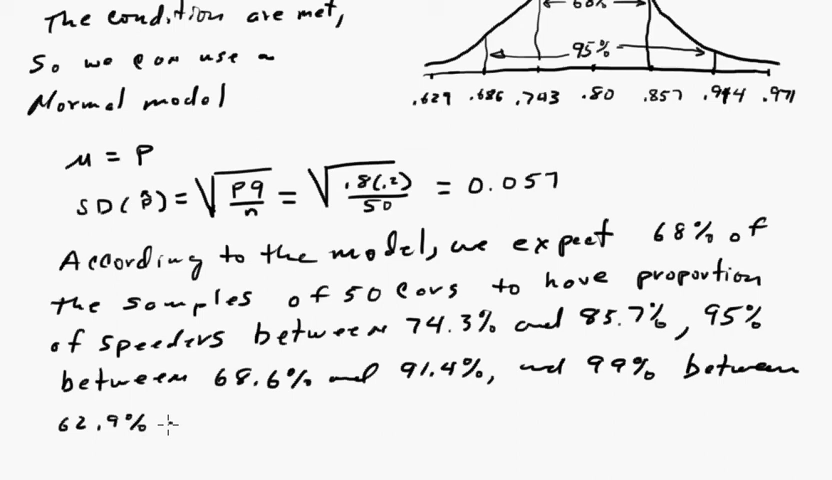 The condition are met,
So we can use a
Normal model
68%
95%
.629 .686 .743 .80 .857 .914 .971
μ = P
SD(p̂) = √(pq/n) = √(.8(.2)/50) = 0.057
According to the model, we expect 68% of
the samples of 50 cars to have proportion
of speeders between 74.3% and 85.7%, 95%
between 68.6% and 91.4%, and 99% between
62.9%